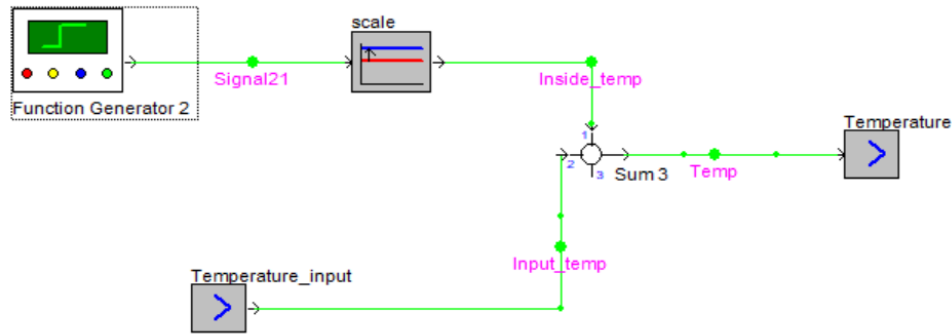 scale
Signal21
Inside_temp
Function Generator 2
Temperature
1
2
3
Sum 3
Temp
Input_temp
Temperature_input